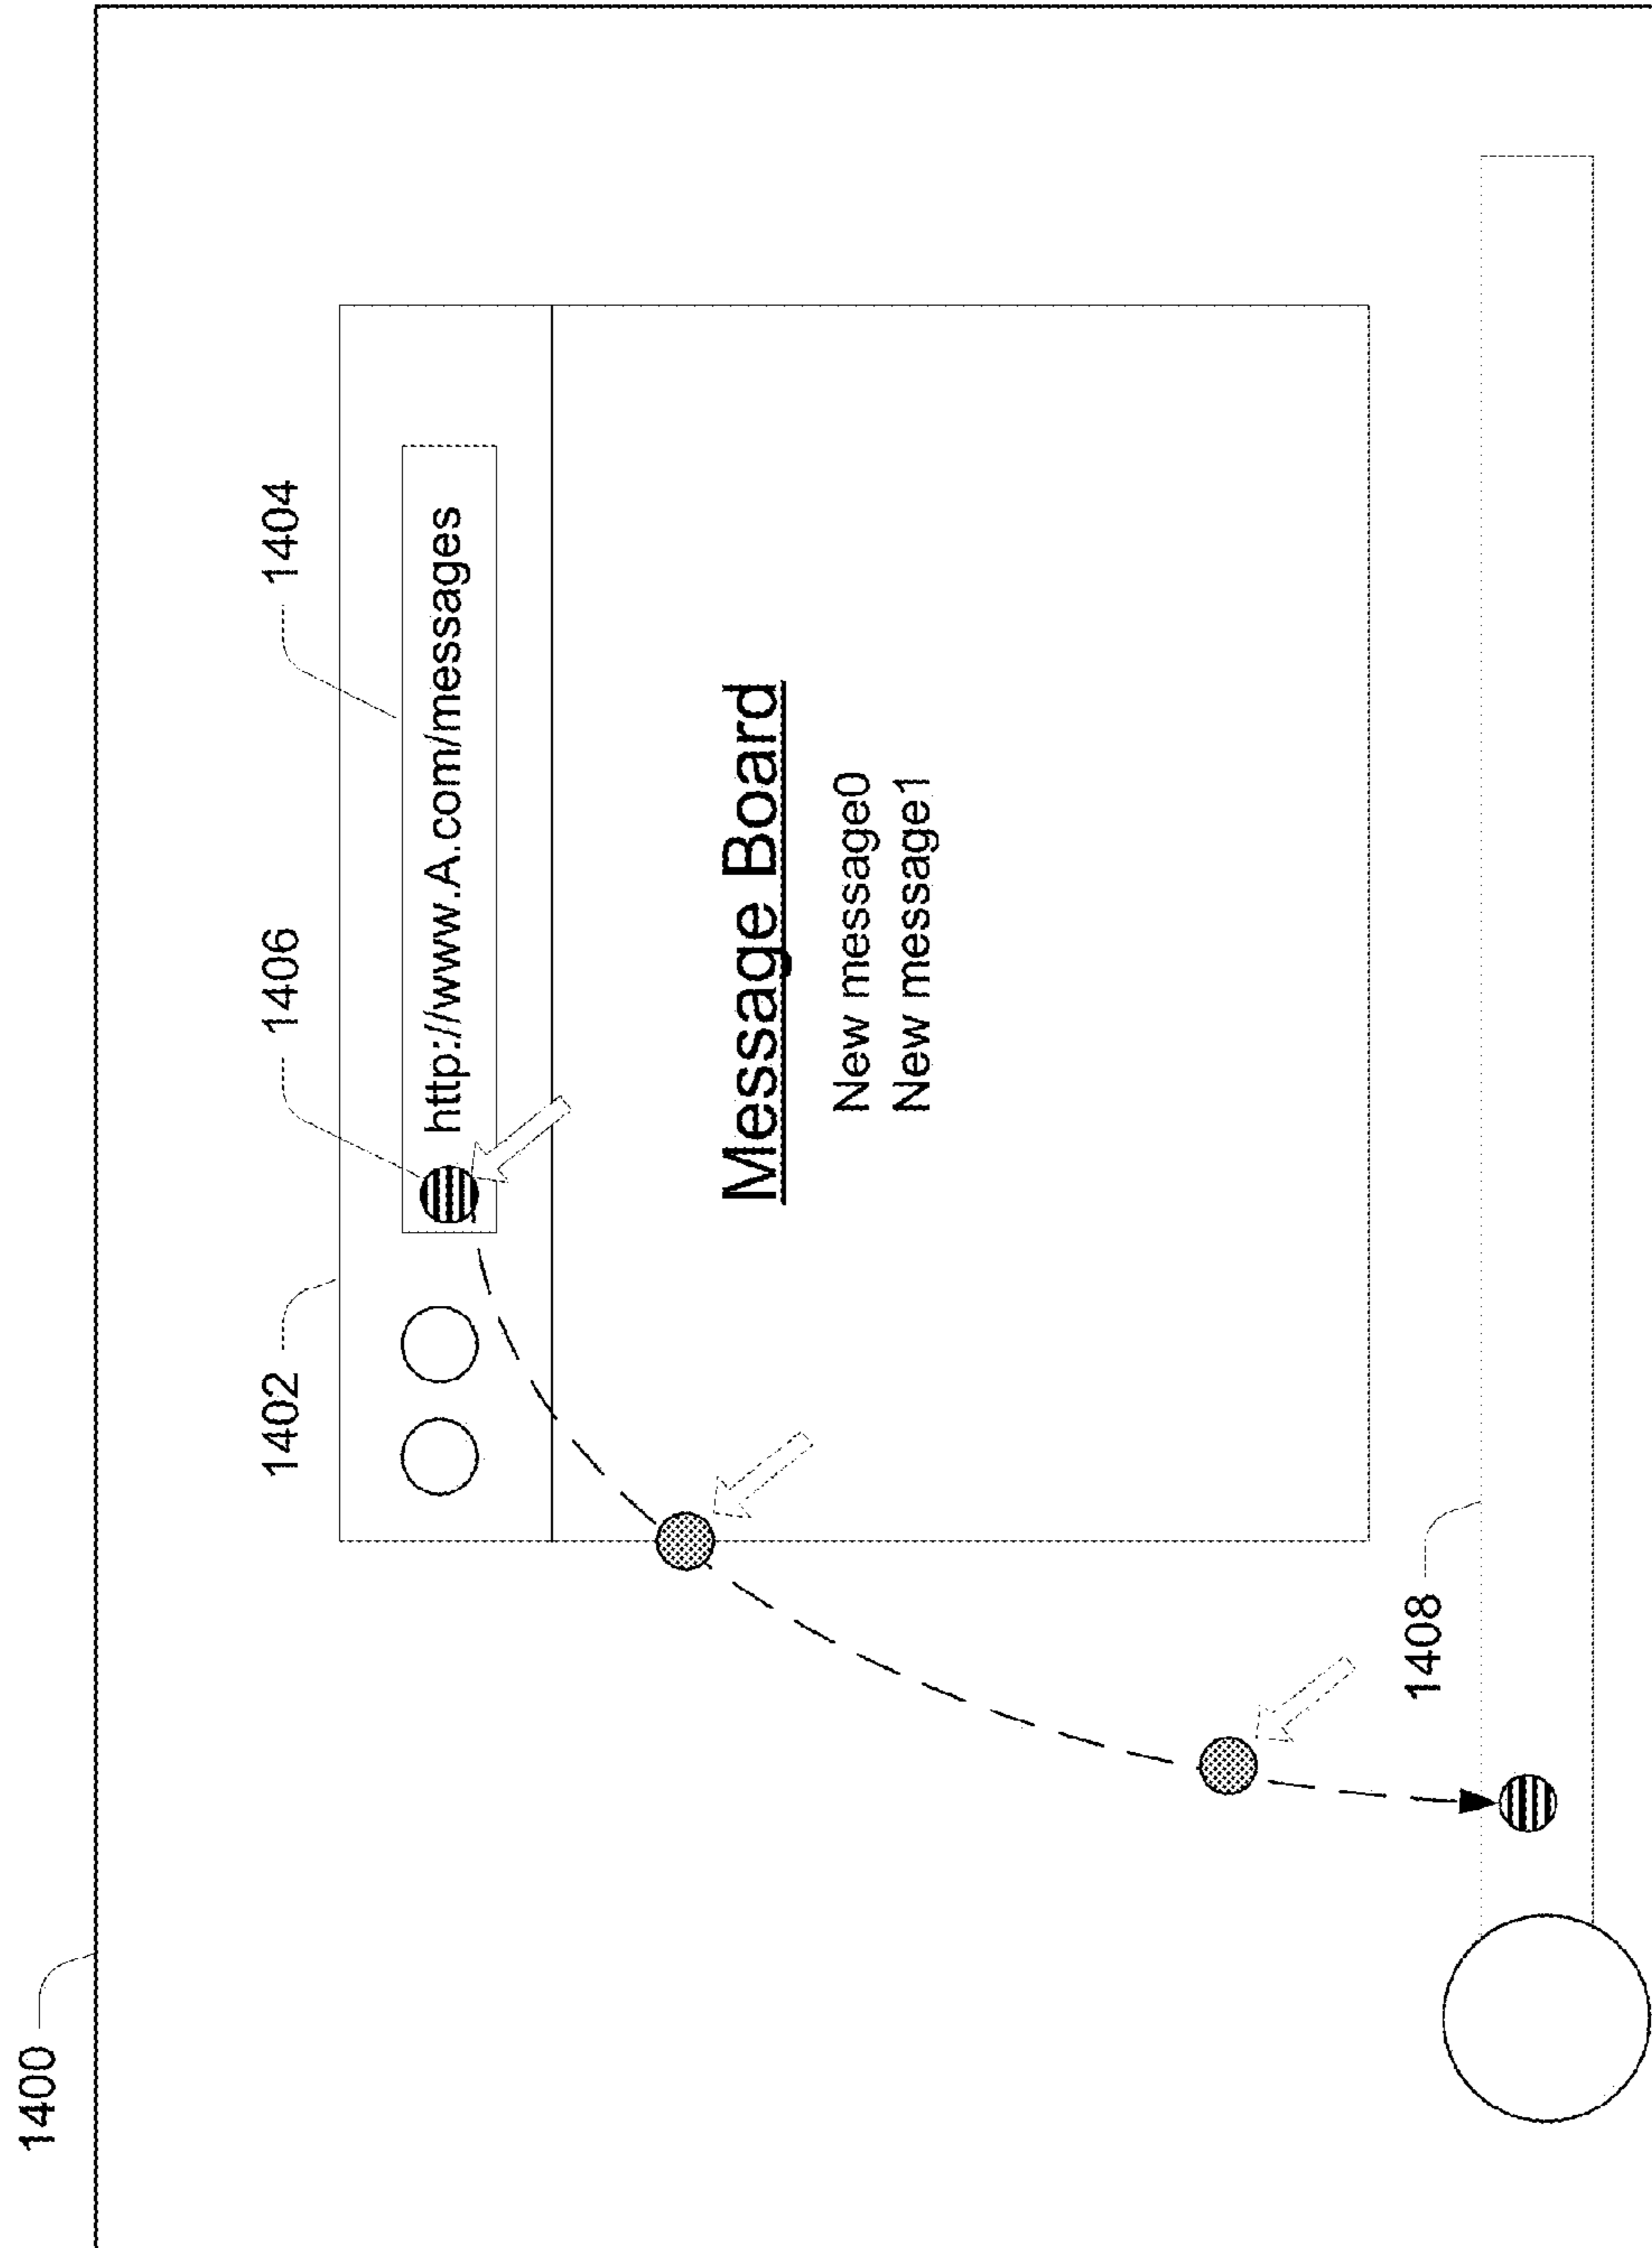 1400
1402
1406
1404
http://www.A.com/messages
Message Board
New message0
New message1
1408